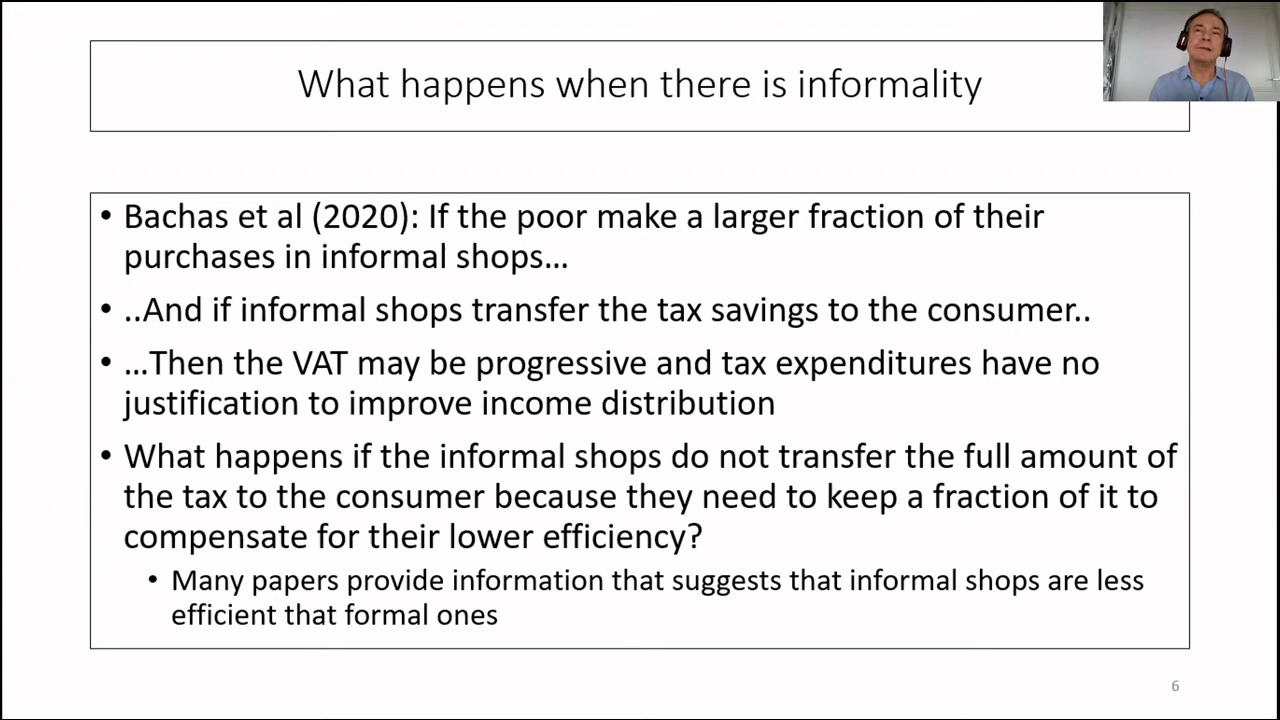 What happens when there is informality
• Bachas et al (2020): If the poor make a larger fraction of their
purchases in informal shops…
• ..And if informal shops transfer the tax savings to the consumer..
• …Then the VAT may be progressive and tax expenditures have no
justification to improve income distribution
• What happens if the informal shops do not transfer the full amount of
the tax to the consumer because they need to keep a fraction of it to
compensate for their lower efficiency?
• Many papers provide information that suggests that informal shops are less
efficient that formal ones
6